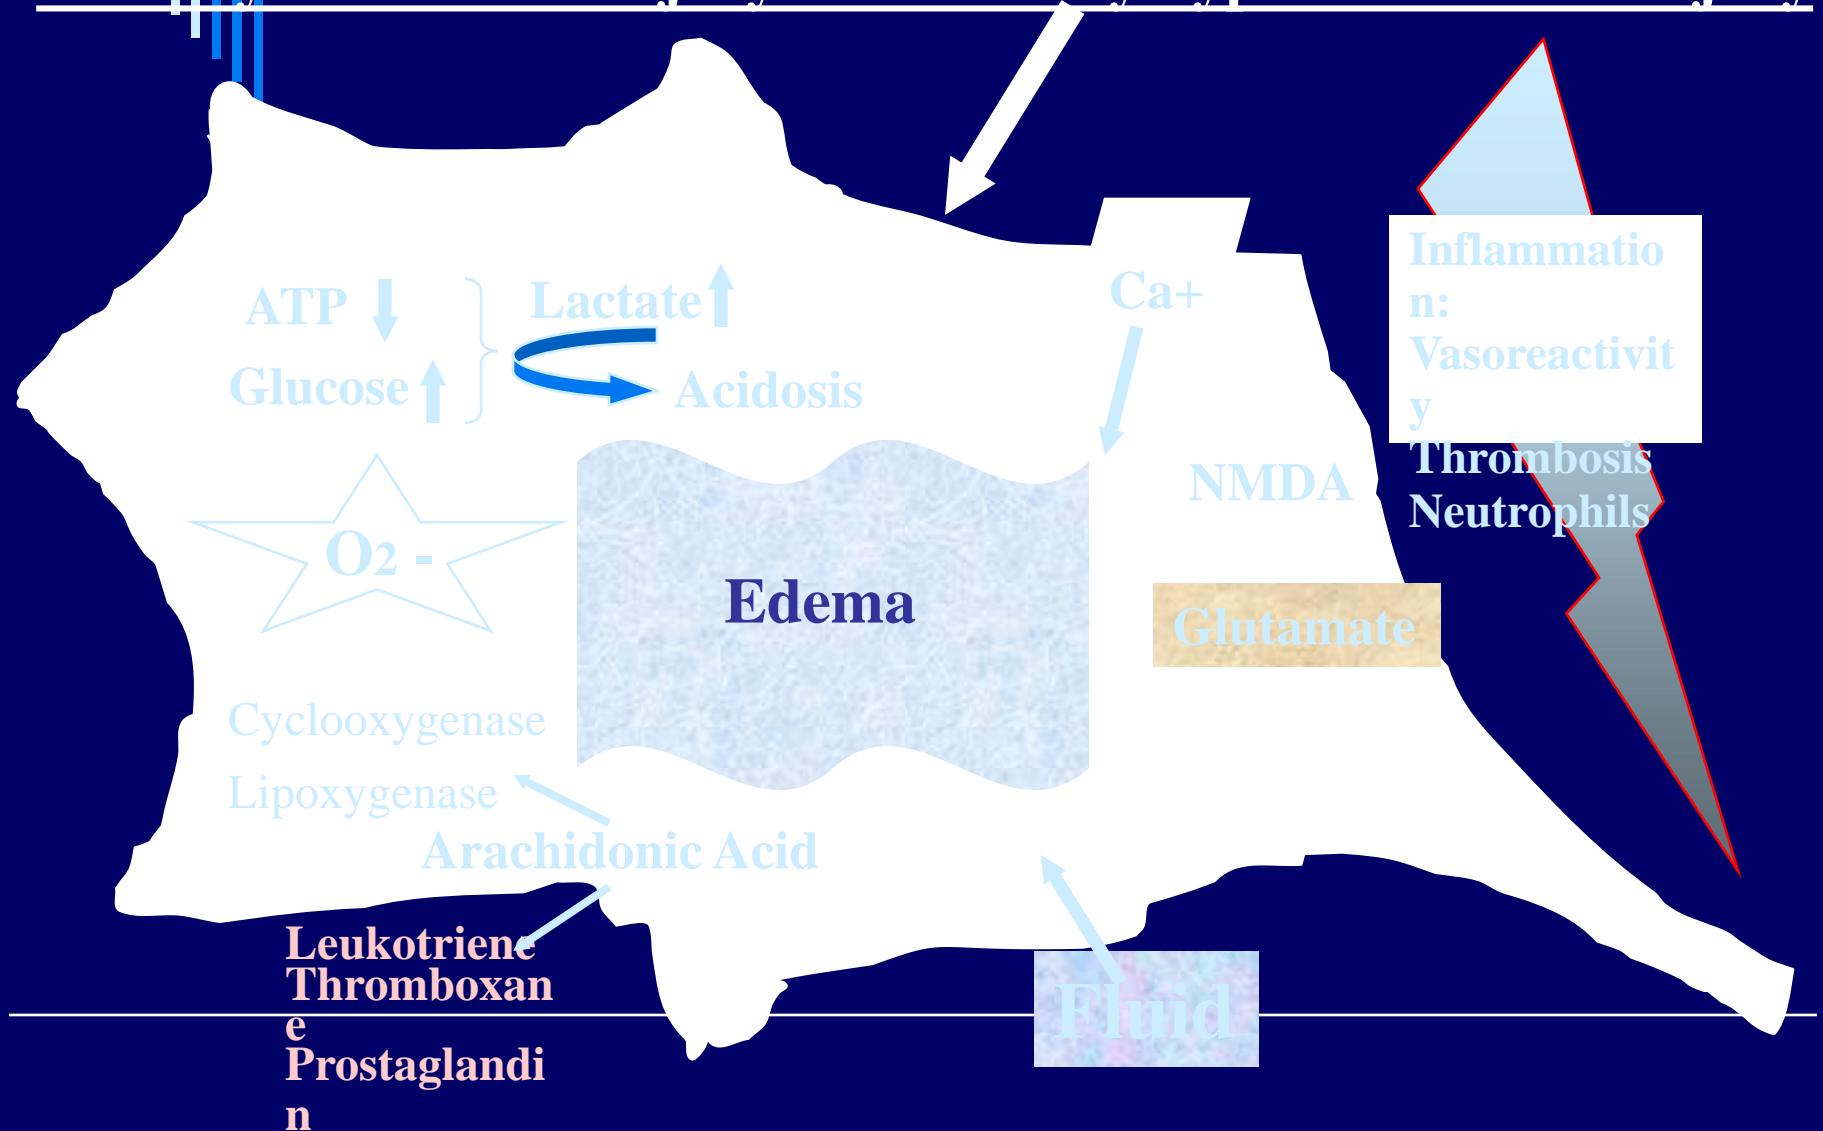 ATP
Lactate
Ca+
Glucose
Acidosis
Inflammatio
n:
Vasoreactivit
y
Thrombosis
Neutrophils
NMDA
O2 -
Edema
Glutamate
Cyclooxygenase
Lipoxygenase
Arachidonic Acid
Leukotriene
Thromboxan
e
Prostaglandi
n
Fluid